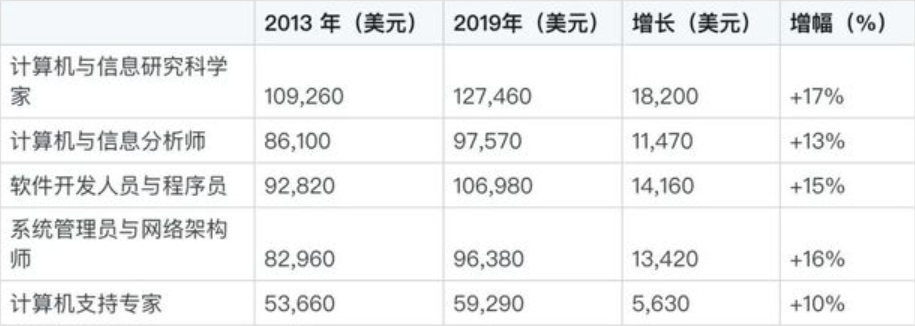 2013 年（美元） 2019年（美元） 增长（美元） 增幅（%）
计算机与信息研究科学
家 109,260 127,460 18,200 +17%
计算机与信息分析师 86,100 97,570 11,470 +13%
软件开发人员与程序员 92,820 106,980 14,160 +15%
系统管理员与网络架构
师 82,960 96,380 13,420 +16%
计算机支持专家 53,660 59,290 5,630 +10%